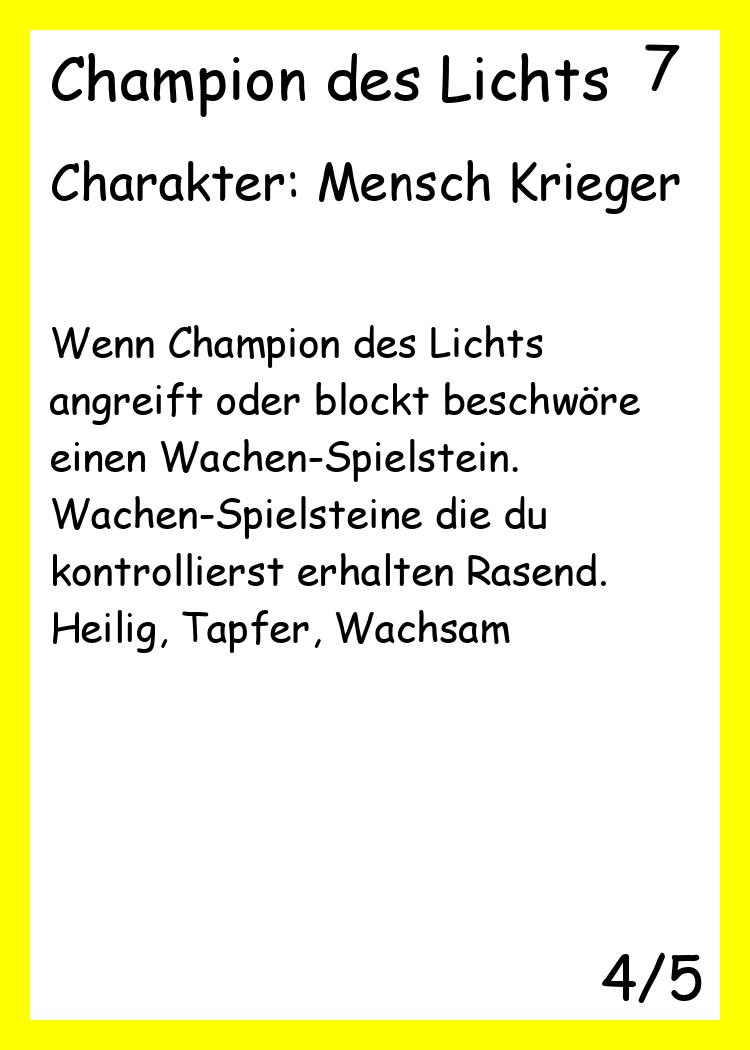 Champion des Lichts 7
Charakter: Mensch Krieger
Wenn Champion des Lichts
angreift oder blockt beschwöre
einen Wachen-Spielstein.
Wachen-Spielsteine die du
kontrollierst erhalten Rasend.
Heilig, Tapfer, Wachsam
4/5